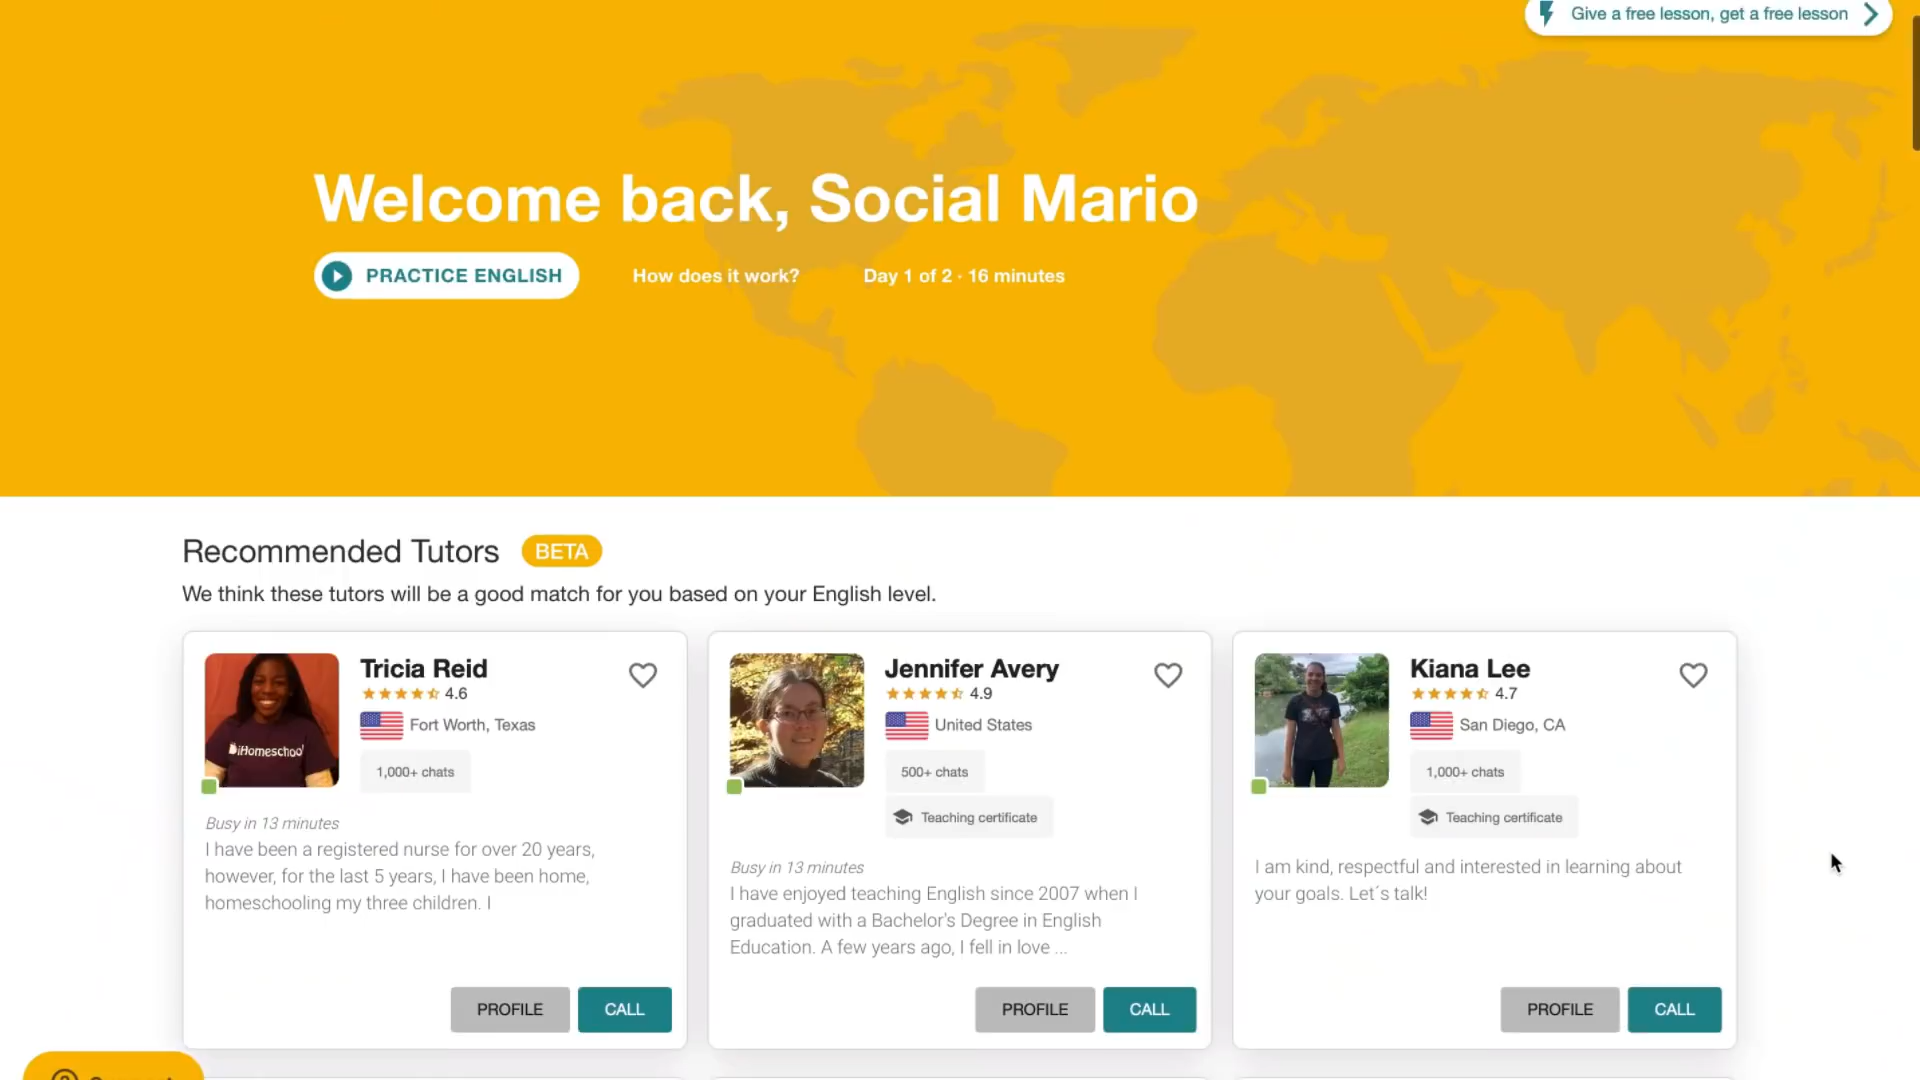 Give a free lesson, get a free lesson
Welcome back, Social Mario
PRACTICE ENGLISH
How does it work?
Day 1 of 2 · 16 minutes
Recommended Tutors
BETA
We think these tutors will be a good match for you based on your English level.
Tricia Reid
4.6
Fort Worth, Texas
1,000+ chats
iHomeschool
Busy in 13 minutes
I have been a registered nurse for over 20 years,
however, for the last 5 years, I have been home,
homeschooling my three children. I
PROFILE
CALL
Jennifer Avery
4.9
United States
500+ chats
Teaching certificate
Busy in 13 minutes
I have enjoyed teaching English since 2007 when I
graduated with a Bachelor's Degree in English
Education. A few years ago, I fell in love ...
PROFILE
CALL
Kiana Lee
4.7
San Diego, CA
1,000+ chats
Teaching certificate
I am kind, respectful and interested in learning about
your goals. Let´s talk!
PROFILE
CALL